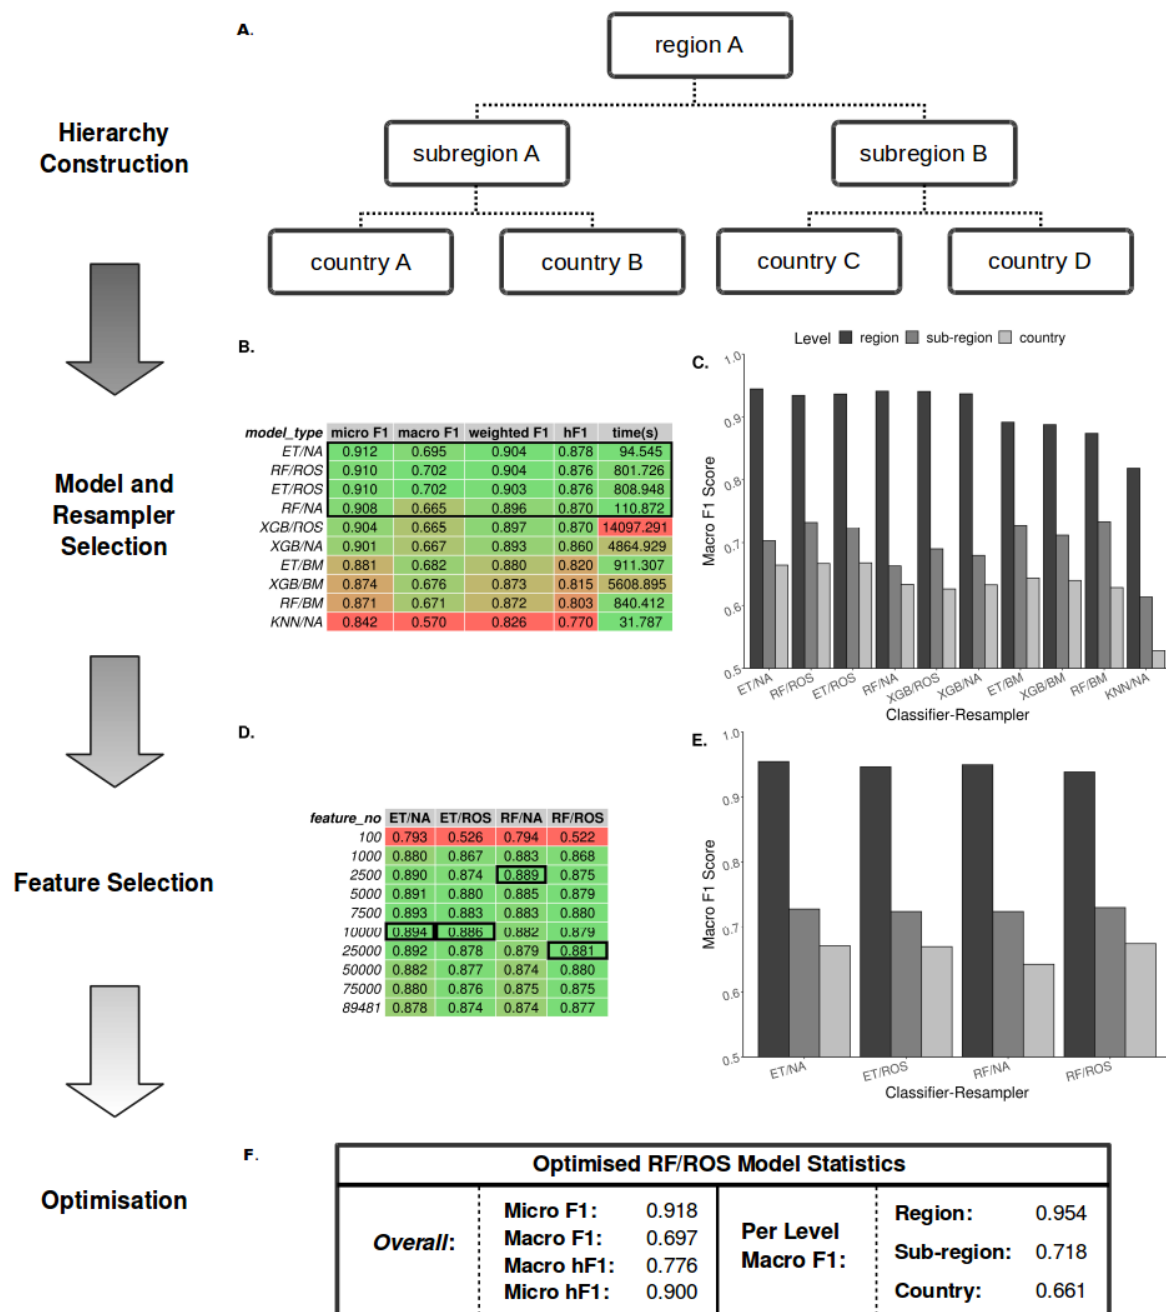 A.
region A
Hierarchy
Construction
subregion A
subregion B
country A
country B
country C
country D
B.
model_type micro F1 macro F1 weighted F1 hF1 time(s)
ET/NA 0.912 0.695 0.904 0.878 94.545
RF/ROS 0.910 0.702 0.904 0.876 801.726
ET/ROS 0.910 0.702 0.903 0.876 808.948
RF/NA 0.908 0.665 0.896 0.870 110.872
XGB/ROS 0.904 0.665 0.897 0.870 14097.291
XGB/NA 0.901 0.667 0.893 0.860 4864.929
ET/BM 0.881 0.682 0.880 0.820 911.307
XGB/BM 0.874 0.676 0.873 0.815 5608.895
RF/BM 0.871 0.671 0.872 0.803 840.412
KNN/NA 0.842 0.570 0.826 0.770 31.787
Model and
Resampler
Selection
C.
Level region sub-region country
Macro F1 Score
1.0
0.9
0.8
0.7
0.6
0.5
ET/NA RF/ROS ET/ROS RF/NA XGB/ROS XGB/NA ET/BM XGB/BM RF/BM KNN/NA
Classifier-Resampler
D.
feature_no ET/NA ET/ROS RF/NA RF/ROS
100 0.793 0.526 0.794 0.522
1000 0.880 0.867 0.883 0.868
2500 0.890 0.874 0.889 0.875
5000 0.891 0.880 0.885 0.879
7500 0.893 0.883 0.883 0.880
10000 0.894 0.886 0.882 0.879
25000 0.892 0.878 0.879 0.881
50000 0.882 0.877 0.874 0.880
75000 0.880 0.876 0.875 0.875
89481 0.878 0.874 0.874 0.877
Feature Selection
E.
Macro F1 Score
1.0
0.9
0.8
0.7
0.6
0.5
ET/NA ET/ROS RF/NA RF/ROS
Classifier-Resampler
F.
Optimisation
Optimised RF/ROS Model Statistics
Overall:
Micro F1: 0.918
Macro F1: 0.697
Macro hF1: 0.776
Micro hF1: 0.900
Per Level
Macro F1:
Region: 0.954
Sub-region: 0.718
Country: 0.661